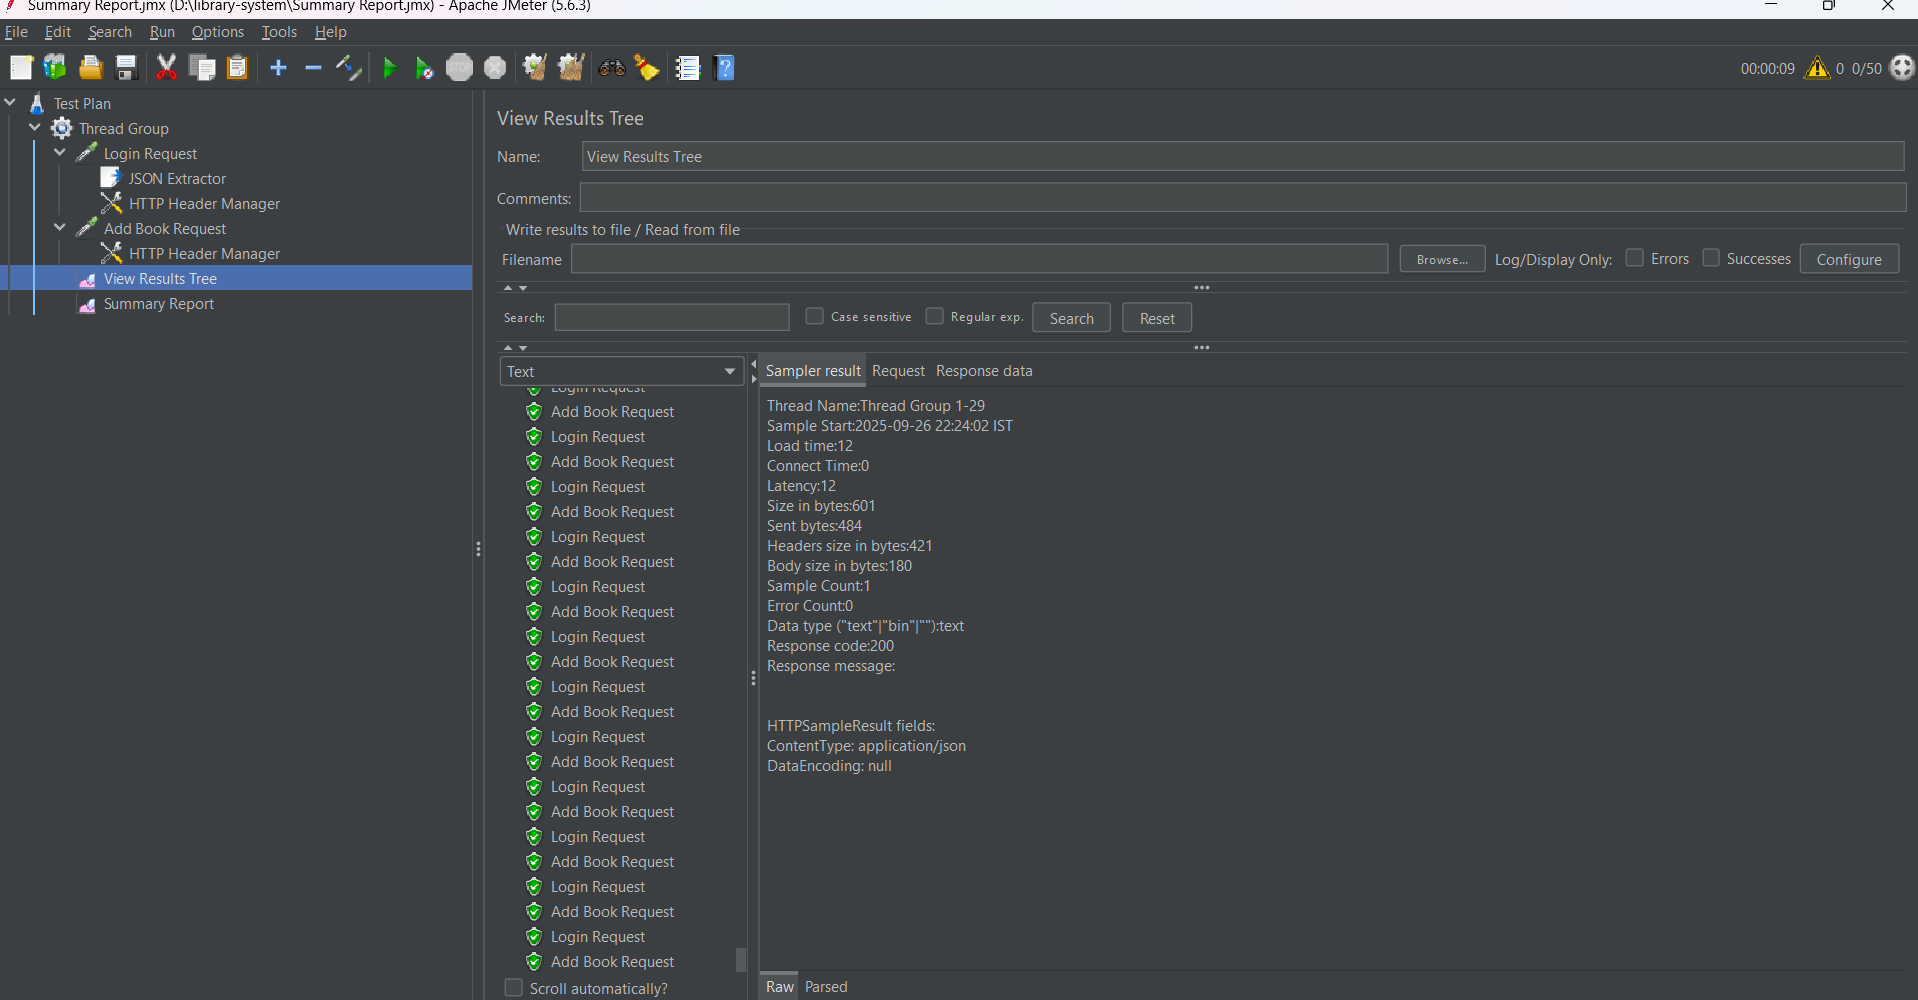 Summary Report.jmx (D:\library-system\Summary Report.jmx) - Apache JMeter (5.6.3)
File Edit Search Run Options Tools Help
STOP
00:00:09 0 0/50
Test Plan
Thread Group
Login Request
JSON Extractor
HTTP Header Manager
Add Book Request
HTTP Header Manager
View Results Tree
Summary Report
View Results Tree
Name: View Results Tree
Comments:
Write results to file / Read from file
Filename Browse... Log/Display Only: Errors Successes Configure
Search: Case sensitive Regular exp. Search Reset
Text
Login Request
Add Book Request
Login Request
Add Book Request
Login Request
Add Book Request
Login Request
Add Book Request
Login Request
Add Book Request
Login Request
Add Book Request
Login Request
Add Book Request
Login Request
Add Book Request
Login Request
Add Book Request
Login Request
Add Book Request
Login Request
Add Book Request
Login Request
Add Book Request
Scroll automatically?
Sampler result Request Response data
Thread Name:Thread Group 1-29
Sample Start:2025-09-26 22:24:02 IST
Load time:12
Connect Time:0
Latency:12
Size in bytes:601
Sent bytes:484
Headers size in bytes:421
Body size in bytes:180
Sample Count:1
Error Count:0
Data type ("text"|"bin"|""):text
Response code:200
Response message:
HTTPSampleResult fields:
ContentType: application/json
DataEncoding: null
Raw Parsed